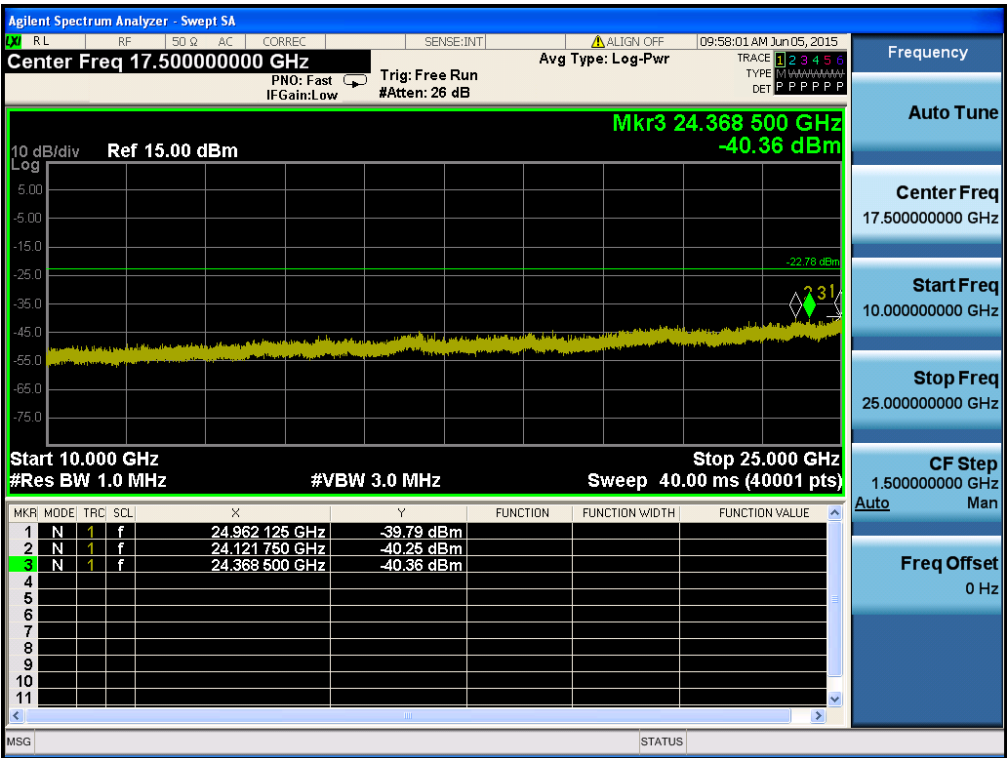 Agilent Spectrum Analyzer - Swept SA
LXI RL RF 50 Ω AC CORREC SENSE:INT ALIGN OFF 09:58:01 AM Jun 05, 2015
Center Freq 17.500000000 GHz
PNO: Fast
IFGain:Low
Trig: Free Run
#Atten: 26 dB
Avg Type: Log-Pwr
TRACE 1 2 3 4 5 6
TYPE M WWWWW
DET P P P P P P
Mkr3 24.368 500 GHz
-40.36 dBm
10 dB/div Ref 15.00 dBm
Log
5.00
-5.00
-15.0
-22.78 dBm
-25.0
2 3 1
-35.0
-45.0
-55.0
-65.0
-75.0
Start 10.000 GHz Stop 25.000 GHz
#Res BW 1.0 MHz #VBW 3.0 MHz Sweep 40.00 ms (40001 pts)
MKR MODE TRC SCL X Y FUNCTION FUNCTION WIDTH FUNCTION VALUE
1 N 1 f 24.962 125 GHz -39.79 dBm
2 N 1 f 24.121 750 GHz -40.25 dBm
3 N 1 f 24.368 500 GHz -40.36 dBm
4
5
6
7
8
9
10
11
MSG STATUS
Frequency
Auto Tune
Center Freq
17.500000000 GHz
Start Freq
10.000000000 GHz
Stop Freq
25.000000000 GHz
CF Step
1.500000000 GHz
Auto Man
Freq Offset
0 Hz